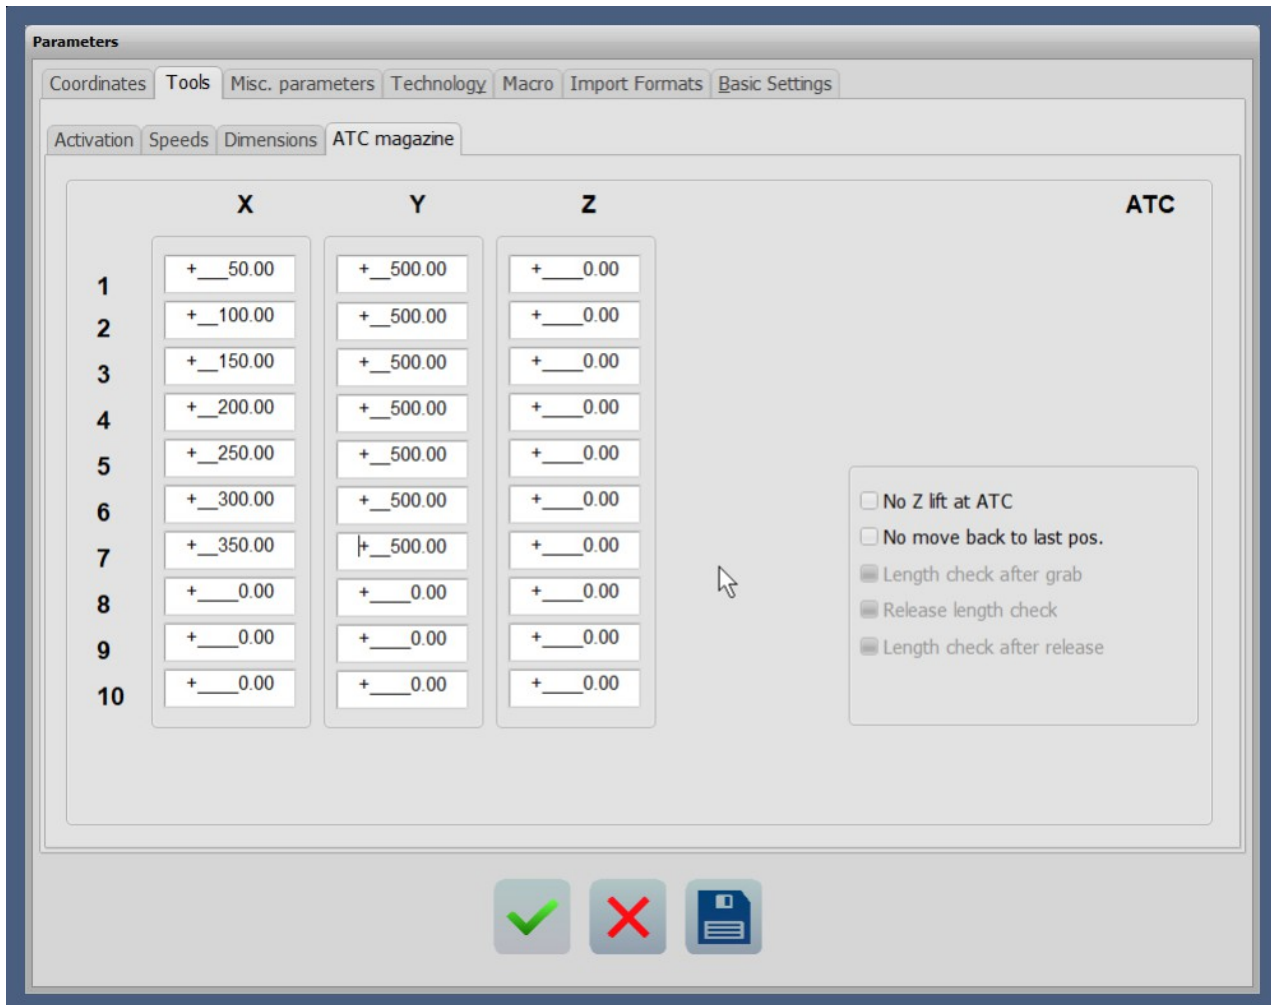 Parameters
Coordinates Tools Misc. parameters Technology Macro Import Formats Basic Settings
Activation Speeds Dimensions ATC magazine
X Y Z ATC
1 +___50.00 +__500.00 +____0.00
2 +__100.00 +__500.00 +____0.00
3 +__150.00 +__500.00 +____0.00
4 +__200.00 +__500.00 +____0.00
5 +__250.00 +__500.00 +____0.00
6 +__300.00 +__500.00 +____0.00
7 +__350.00 +__500.00 +____0.00
8 +____0.00 +____0.00 +____0.00
9 +____0.00 +____0.00 +____0.00
10 +____0.00 +____0.00 +____0.00
No Z lift at ATC
No move back to last pos.
Length check after grab
Release length check
Length check after release